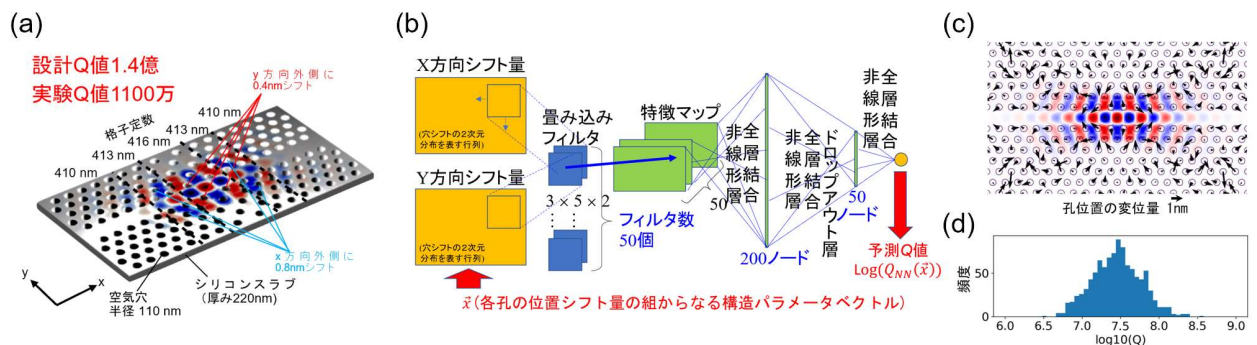 (a)
設計Q値1.4億
実験Q値1100万
y 方向外側に
0.4nmシフト
格子定数
410 nm
413 nm
416 nm
413 nm
410 nm
x 方向外側に
0.8nmシフト
y
x
空気穴
半径 110 nm
シリコンスラブ
(厚み220nm)
(b)
X方向シフト量
(穴シフトの2次元
分布を表す行列)
Y方向シフト量
(穴シフトの2次元
分布を表す行列)
畳み込み
フィルタ
3 × 5 × 2
フィルタ数
50個
特徴マップ
50
全結合
非線形層
200ノード
ドロップアウト層
全結合
非線形層
50
ノード
全結合
非線形層
予測Q値
Log(Q_NN(x⃗))
x⃗(各孔の位置シフト量の組からなる構造パラメータベクトル)
(c)
孔位置の変位量 1nm
(d)
頻度
50
0
6.0 6.5 7.0 7.5 8.0 8.5 9.0
log10(Q)